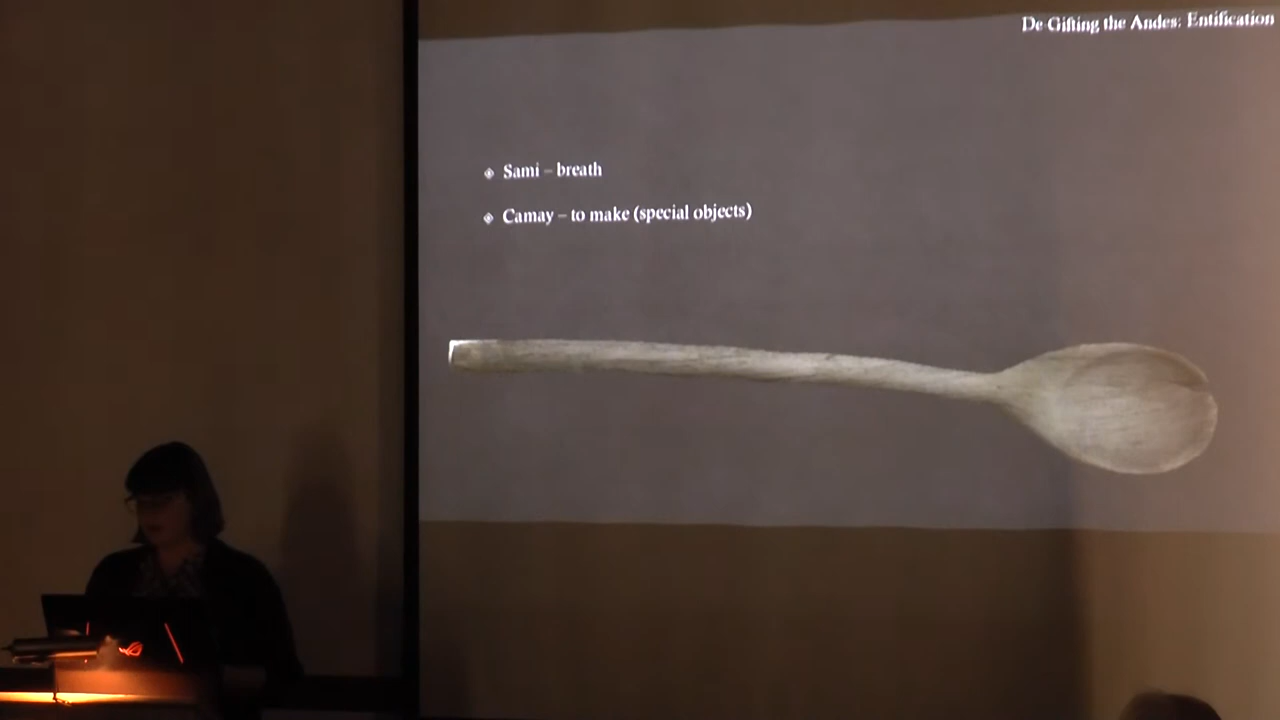 De-Gifting the Andes: Entification
Sami – breath
Camay – to make (special objects)